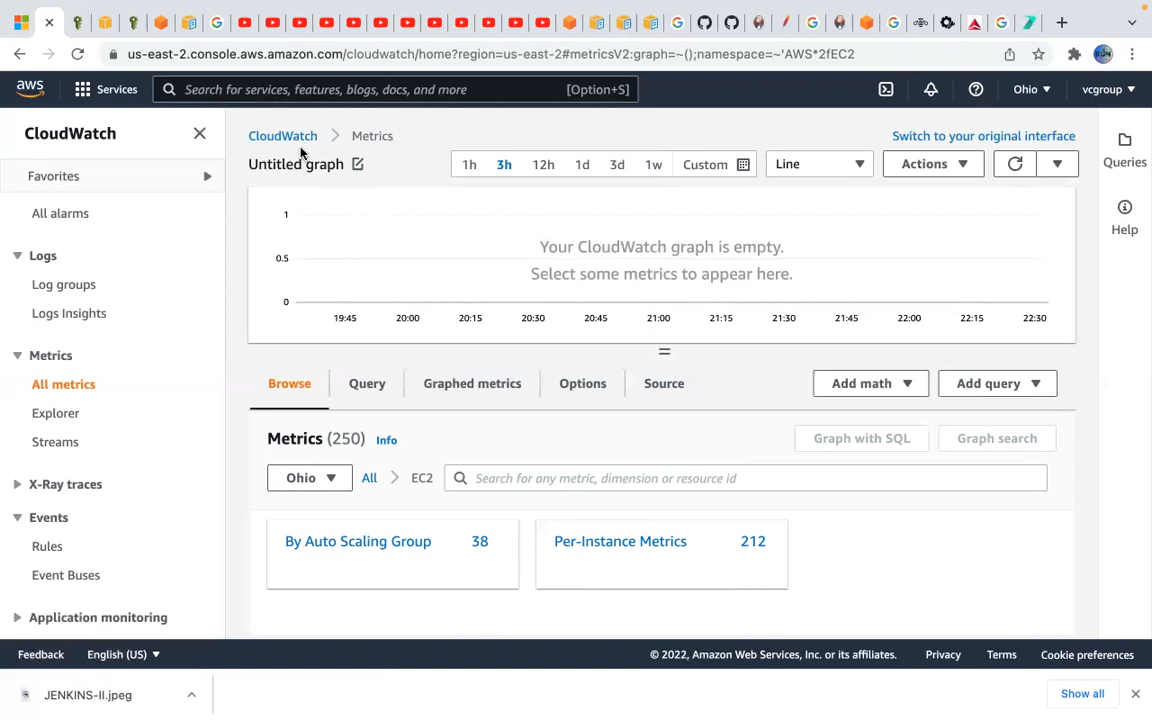 us-east-2.console.aws.amazon.com/cloudwatch/home?region=us-east-2#metricsV2:graph=~();namespace=~'AWS*2fEC2
aws
Services
Search for services, features, blogs, docs, and more
[Option+S]
Ohio
vcgroup
CloudWatch
Favorites
All alarms
Logs
Log groups
Logs Insights
Metrics
All metrics
Explorer
Streams
X-Ray traces
Events
Rules
Event Buses
Application monitoring
CloudWatch
Metrics
Switch to your original interface
Untitled graph
1h 3h 12h 1d 3d 1w Custom
Line
Actions
1
0.5
0
Your CloudWatch graph is empty.
Select some metrics to appear here.
19:45 20:00 20:15 20:30 20:45 21:00 21:15 21:30 21:45 22:00 22:15 22:30
Browse Query Graphed metrics Options Source
Add math
Add query
Metrics (250) Info
Graph with SQL
Graph search
Ohio
All
EC2
Search for any metric, dimension or resource id
By Auto Scaling Group 38
Per-Instance Metrics 212
Queries
Help
Feedback
English (US)
© 2022, Amazon Web Services, Inc. or its affiliates.
Privacy
Terms
Cookie preferences
JENKINS-II.jpeg
Show all